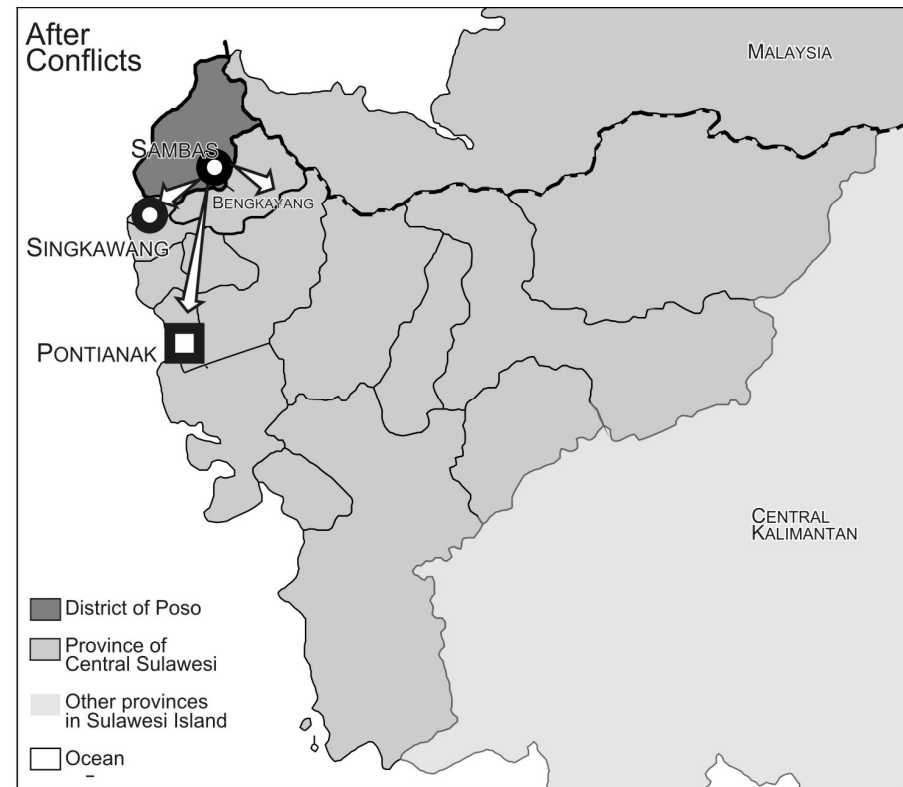 After
Conflicts
MALAYSIA
SAMBAS
BENGKAYANG
SINGKAWANG
PONTIANAK
CENTRAL
KALIMANTAN
District of Poso
Province of
Central Sulawesi
Other provinces
in Sulawesi Island
Ocean